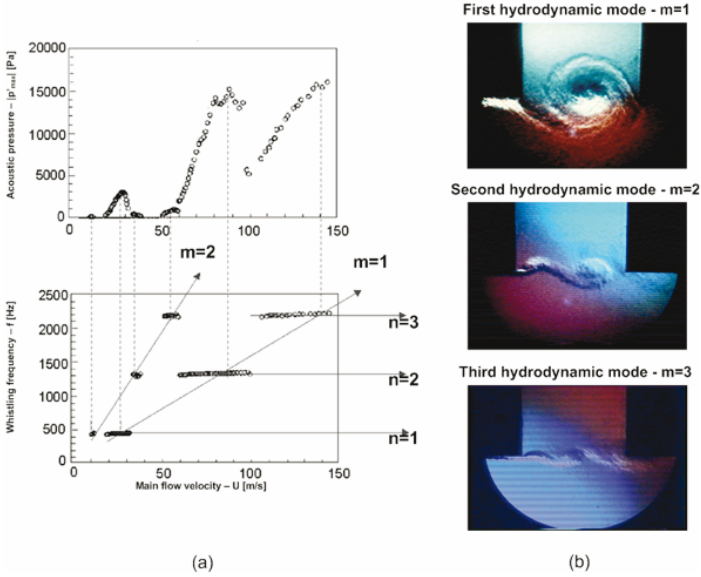 First hydrodynamic mode - m=1
Acoustic pressure – |p'max| [Pa]
20000
15000
10000
5000
0
50
100
150
m=2
m=1
Second hydrodynamic mode - m=2
Whistling frequency – f [Hz]
2500
2000
1500
1000
500
0
n=3
n=2
n=1
0
50
100
150
Main flow velocity – U [m/s]
Third hydrodynamic mode - m=3
(a)
(b)